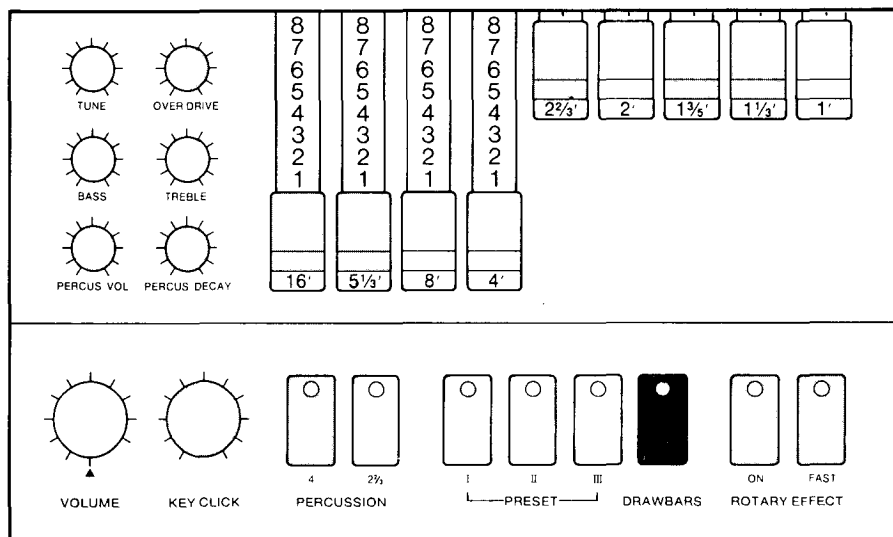 8 8 8 8
7 7 7 7
6 6 6 6
5 5 5 5
4 4 4 4
3 3 3 3
2 2 2 2
1 1 1 1
2⅔′ 2′ 1⅗′ 1⅓′ 1′
TUNE OVER DRIVE
BASS TREBLE
PERCUS VOL PERCUS DECAY
16′ 5⅓′ 8′ 4′
4 2⅔ I II III ON FAST
VOLUME KEY CLICK PERCUSSION PRESET DRAWBARS ROTARY EFFECT